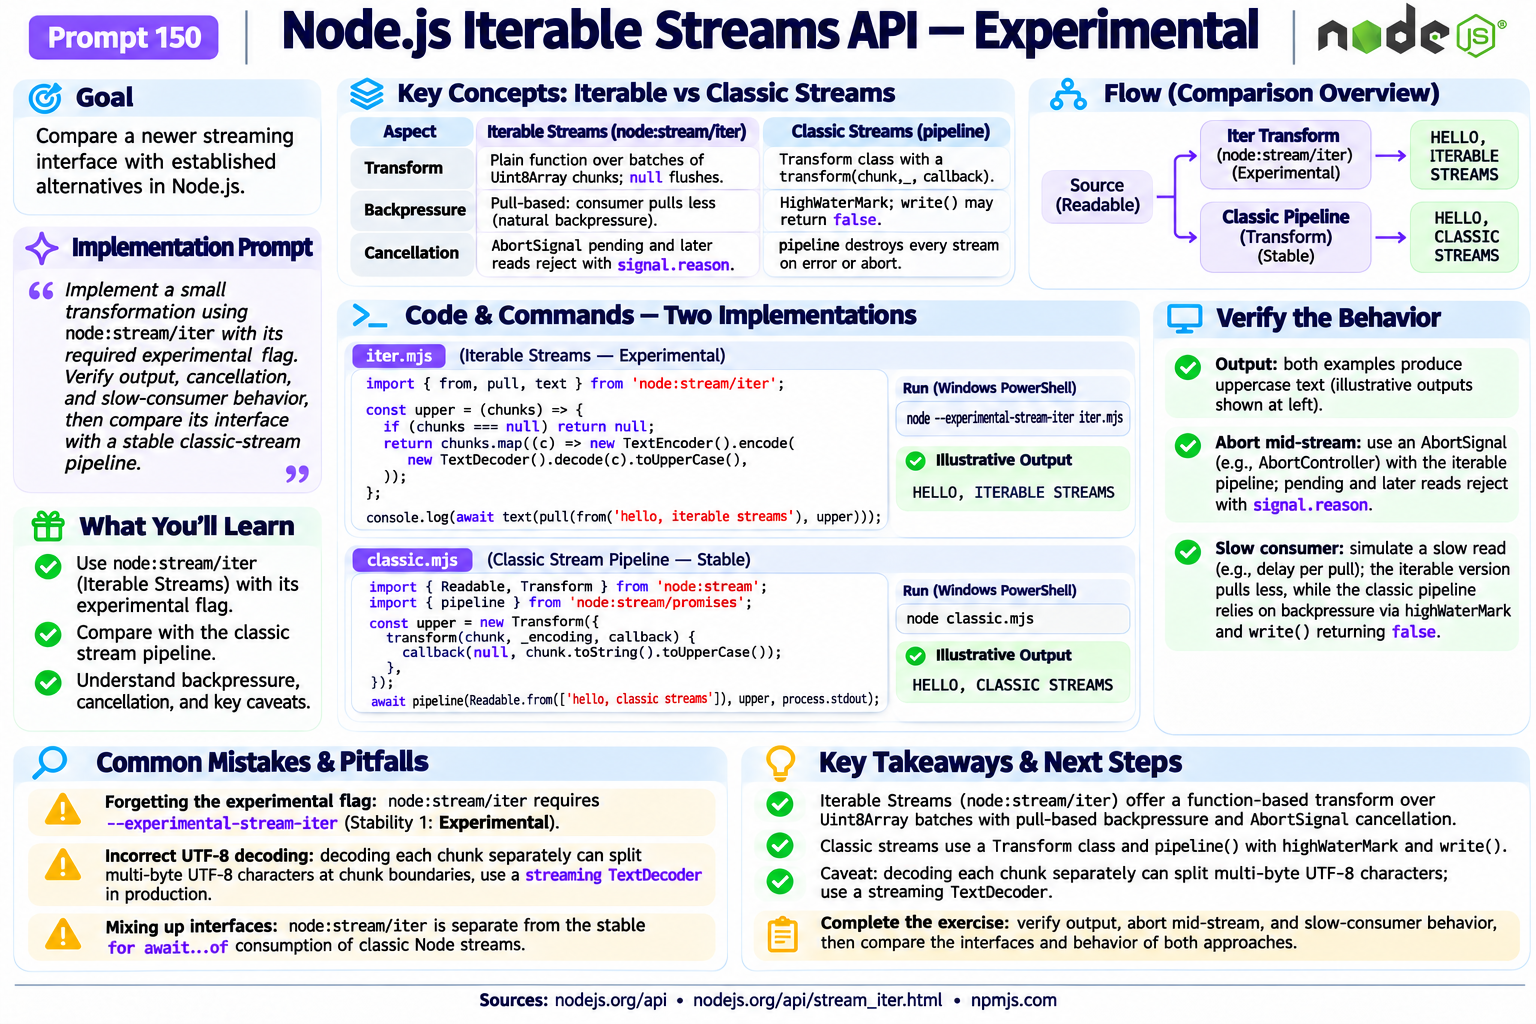 Prompt 150
Node.js Iterable Streams API — Experimental
node
JS
®
Goal
Compare a newer streaming
interface with established
alternatives in Node.js.
Implementation Prompt
“
Implement a small
transformation using
node:stream/iter with its
required experimental flag.
Verify output, cancellation,
and slow-consumer behavior,
then compare its interface
with a stable classic-stream
pipeline.
”
What You’ll Learn
Use node:stream/iter
(Iterable Streams) with its
experimental flag.
Compare with the classic
stream pipeline.
Understand backpressure,
cancellation, and key caveats.
Key Concepts: Iterable vs Classic Streams
Aspect
Iterable Streams (node:stream/iter)
Classic Streams (pipeline)
Transform
Plain function over batches of
Uint8Array chunks; null flushes.
Transform class with a
transform(chunk,_, callback).
Backpressure
Pull-based: consumer pulls less
(natural backpressure).
HighWaterMark; write() may
return false.
Cancellation
AbortSignal pending and later
reads reject with signal.reason.
pipeline destroys every stream
on error or abort.
Flow (Comparison Overview)
Source
(Readable)
Iter Transform
(node:stream/iter)
(Experimental)
HELLO,
ITERABLE
STREAMS
Classic Pipeline
(Transform)
(Stable)
HELLO,
CLASSIC
STREAMS
Code & Commands — Two Implementations
iter.mjs (Iterable Streams — Experimental)
import { from, pull, text } from 'node:stream/iter';
const upper = (chunks) => {
if (chunks === null) return null;
return chunks.map((c) => new TextEncoder().encode(
new TextDecoder().decode(c).toUpperCase(),
));
};
console.log(await text(pull(from('hello, iterable streams'), upper)));
Run (Windows PowerShell)
node --experimental-stream-iter iter.mjs
Illustrative Output
HELLO, ITERABLE STREAMS
classic.mjs (Classic Stream Pipeline — Stable)
import { Readable, Transform } from 'node:stream';
import { pipeline } from 'node:stream/promises';
const upper = new Transform({
transform(chunk, _encoding, callback) {
callback(null, chunk.toString().toUpperCase());
},
});
await pipeline(Readable.from(['hello, classic streams']), upper, process.stdout);
Run (Windows PowerShell)
node classic.mjs
Illustrative Output
HELLO, CLASSIC STREAMS
Verify the Behavior
Output: both examples produce
uppercase text (illustrative outputs
shown at left).
Abort mid-stream: use an AbortSignal
(e.g., AbortController) with the iterable
pipeline; pending and later reads reject
with signal.reason.
Slow consumer: simulate a slow read
(e.g., delay per pull); the iterable version
pulls less, while the classic pipeline
relies on backpressure via highWaterMark
and write() returning false.
Common Mistakes & Pitfalls
Forgetting the experimental flag: node:stream/iter requires
--experimental-stream-iter (Stability 1: Experimental).
Incorrect UTF-8 decoding: decoding each chunk separately can split
multi-byte UTF-8 characters at chunk boundaries, use a streaming TextDecoder
in production.
Mixing up interfaces: node:stream/iter is separate from the stable
for await...of consumption of classic Node streams.
Key Takeaways & Next Steps
Iterable Streams (node:stream/iter) offer a function-based transform over
Uint8Array batches with pull-based backpressure and AbortSignal cancellation.
Classic streams use a Transform class and pipeline() with highWaterMark and write().
Caveat: decoding each chunk separately can split multi-byte UTF-8 characters;
use a streaming TextDecoder.
Complete the exercise: verify output, abort mid-stream, and slow-consumer behavior,
then compare the interfaces and behavior of both approaches.
Sources: nodejs.org/api • nodejs.org/api/stream_iter.html • npmjs.com